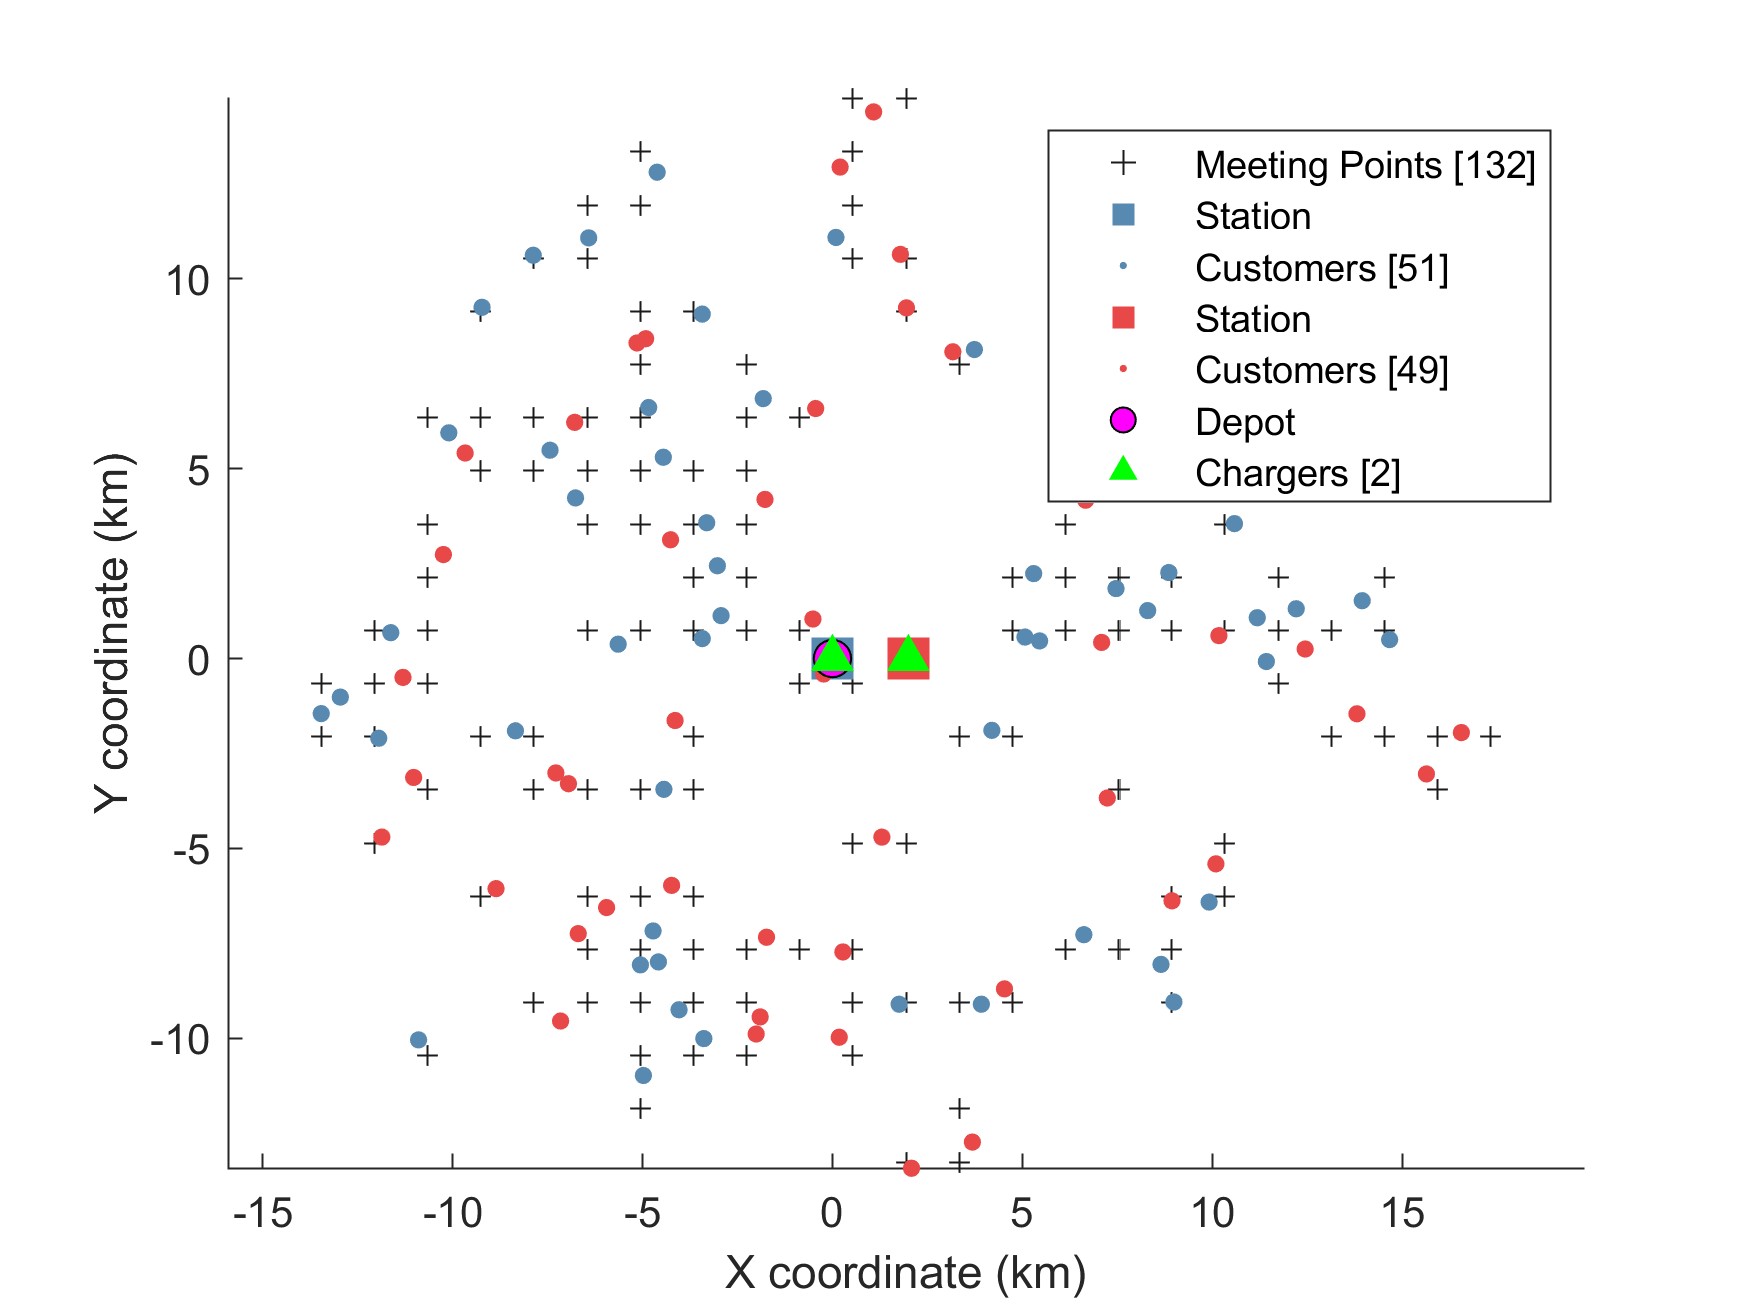 Meeting Points [132]
Station
Customers [51]
Station
Customers [49]
Depot
Chargers [2]
10
5
0
-5
-10
Y coordinate (km)
-15 -10 -5 0 5 10 15
X coordinate (km)